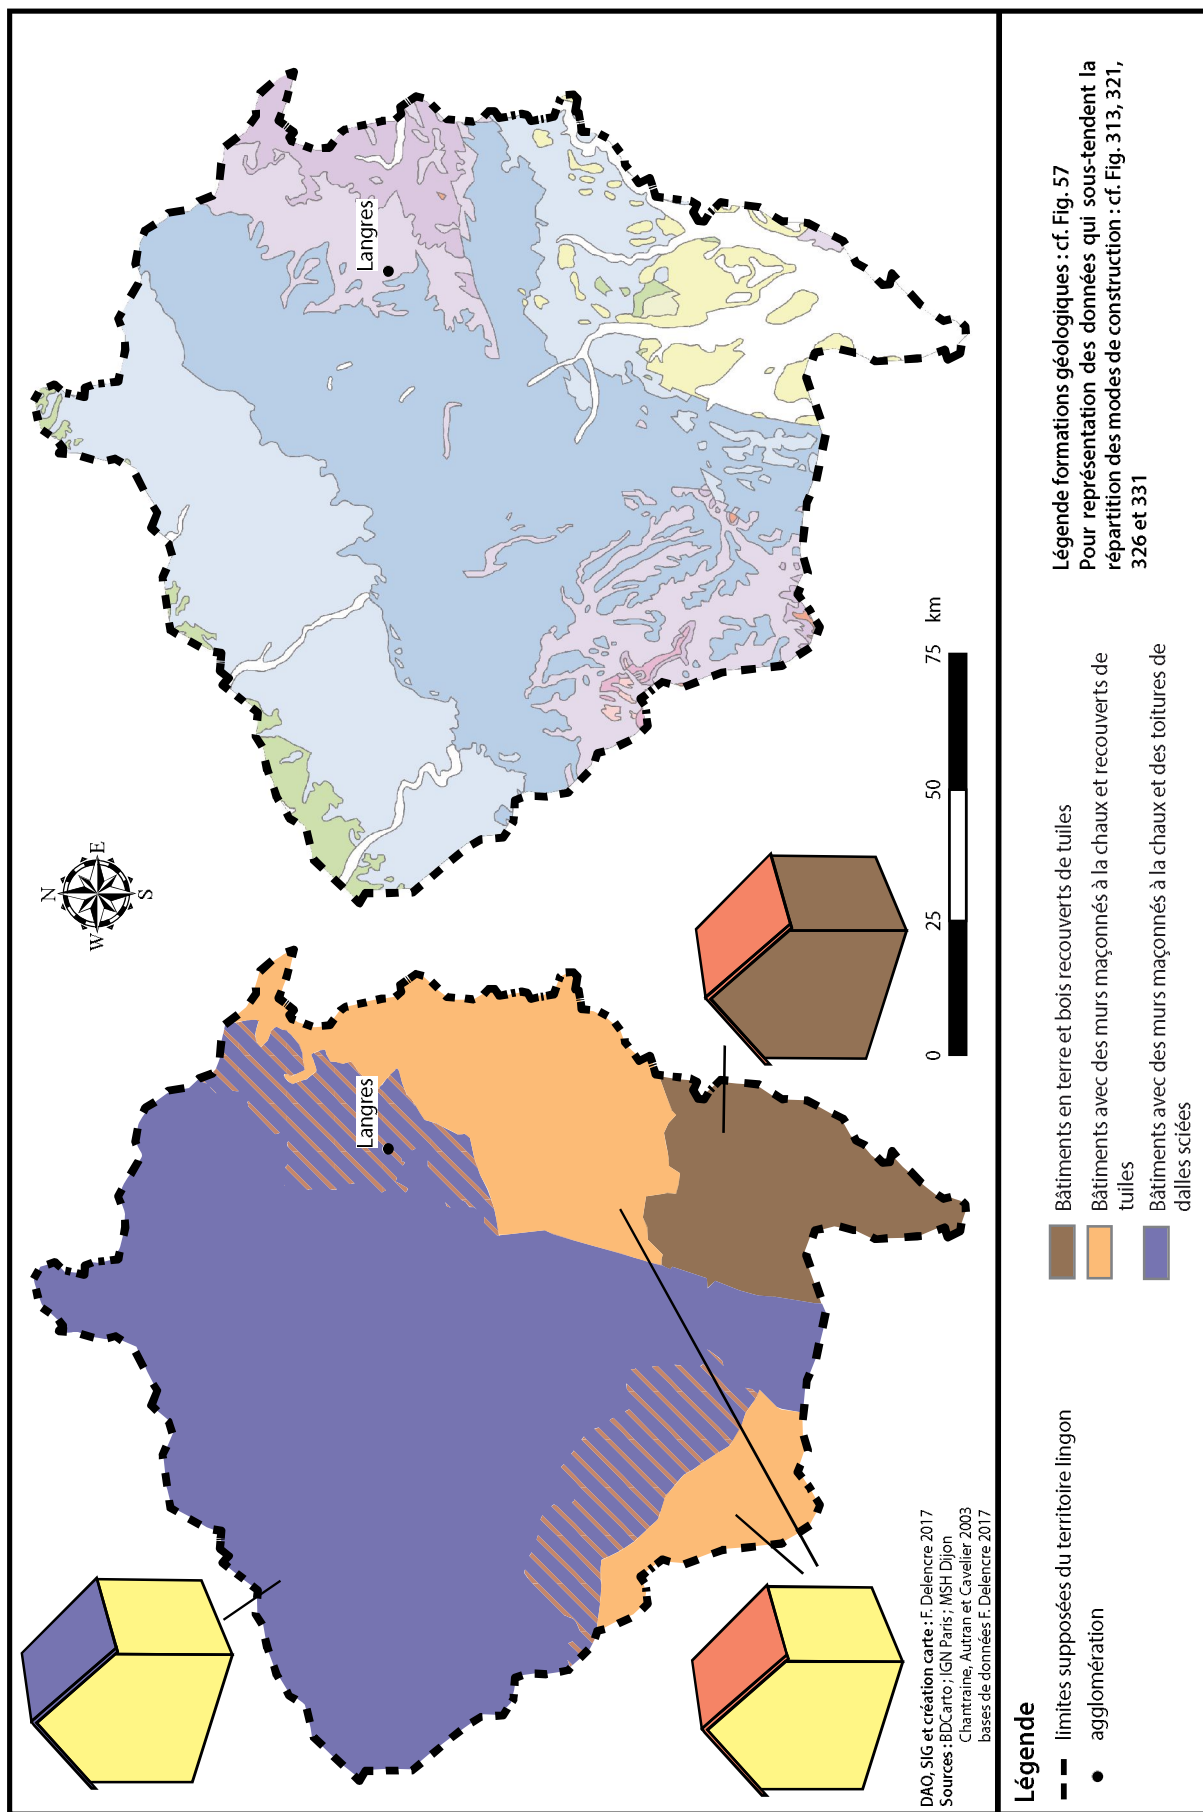 N
W
E
S
Langres
Langres
0
25
50
75
km
DAO, SIG et création carte : F. Delencre 2017
Sources : BDCarto ; IGN Paris ; MSH Dijon
Chantraine, Autran et Cavelier 2003
bases de données F. Delencre 2017
Légende
limites supposées du territoire lingon
agglomération
Bâtiments en terre et bois recouverts de tuiles
Bâtiments avec des murs maçonnés à la chaux et recouverts de
tuiles
Bâtiments avec des murs maçonnés à la chaux et des toitures de
dalles sciées
Légende formations géologiques : cf. Fig. 57
Pour représentation des données qui sous-tendent la
répartition des modes de construction : cf. Fig. 313, 321,
326 et 331